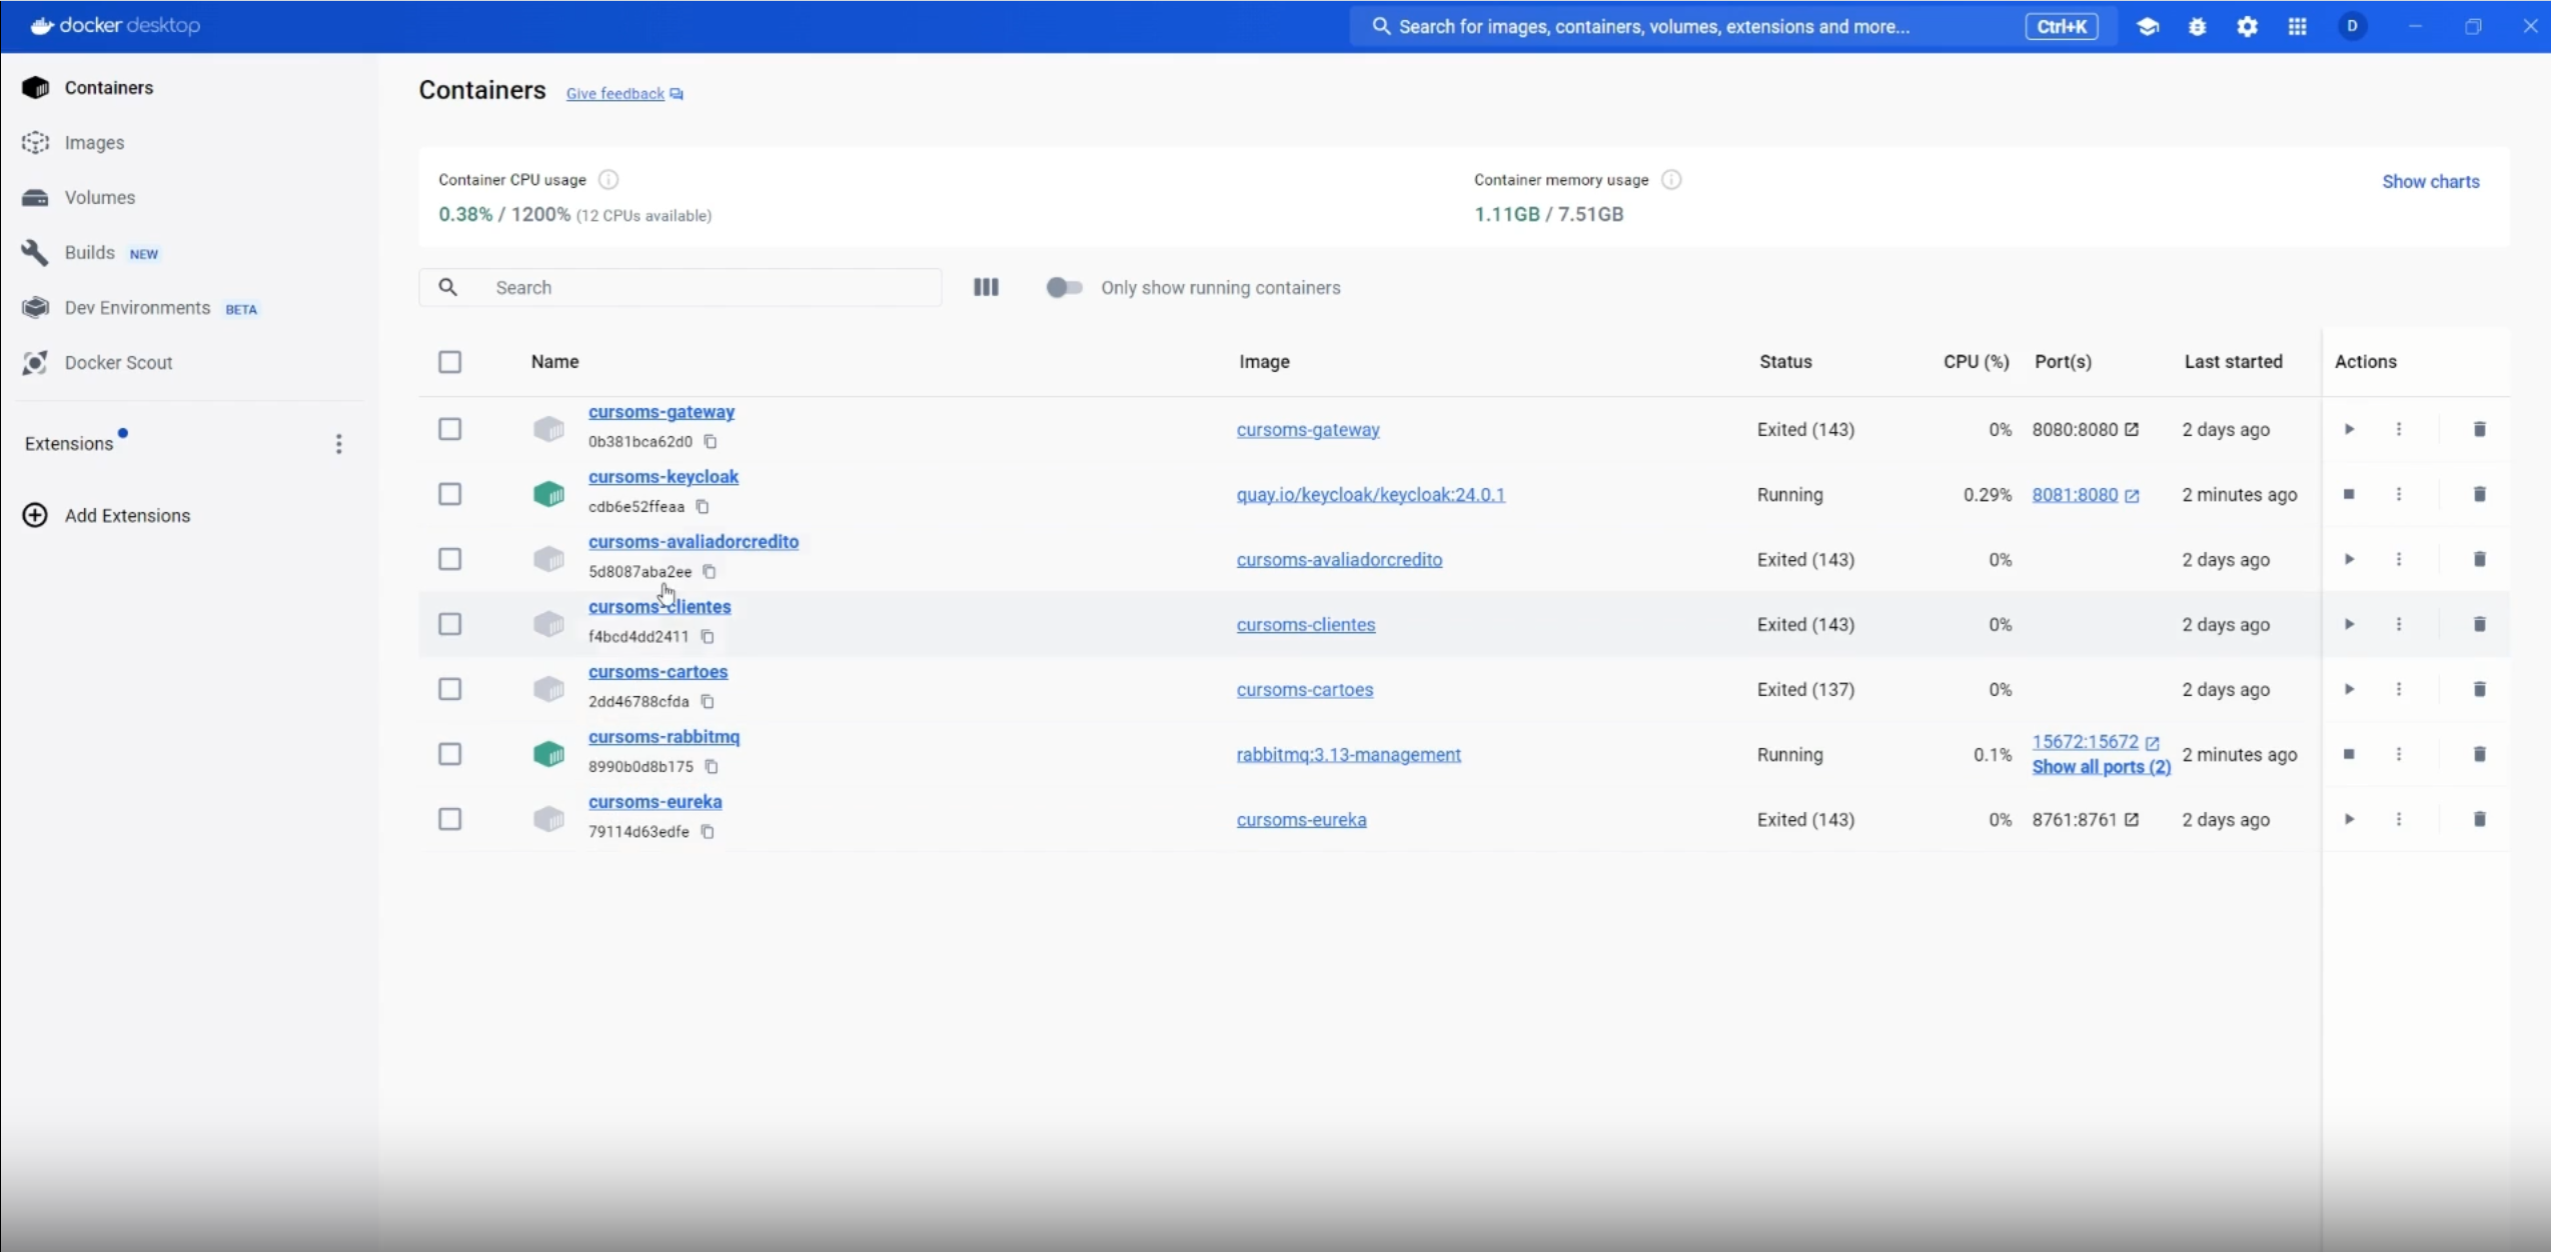 docker desktop
Search for images, containers, volumes, extensions and more...
Ctrl+K
D
Containers
Images
Volumes
Builds NEW
Dev Environments BETA
Docker Scout
Extensions
Add Extensions
Containers Give feedback
Container CPU usage
0.38% / 1200% (12 CPUs available)
Container memory usage
1.11GB / 7.51GB
Show charts
Search
Only show running containers
Name Image Status CPU (%) Port(s) Last started Actions
cursoms-gateway
0b381bca62d0
cursoms-gateway Exited (143) 0% 8080:8080 2 days ago
cursoms-keycloak
cdb6e52ffeaa
quay.io/keycloak/keycloak:24.0.1 Running 0.29% 8081:8080 2 minutes ago
cursoms-avaliadorcredito
5d8087aba2ee
cursoms-avaliadorcredito Exited (143) 0% 2 days ago
cursoms-clientes
f4bcd4dd2411
cursoms-clientes Exited (143) 0% 2 days ago
cursoms-cartoes
2dd46788cfda
cursoms-cartoes Exited (137) 0% 2 days ago
cursoms-rabbitmq
8990b0d8b175
rabbitmq:3.13-management Running 0.1% 15672:15672 2 minutes ago
Show all ports (2)
cursoms-eureka
79114d63edfe
cursoms-eureka Exited (143) 0% 8761:8761 2 days ago